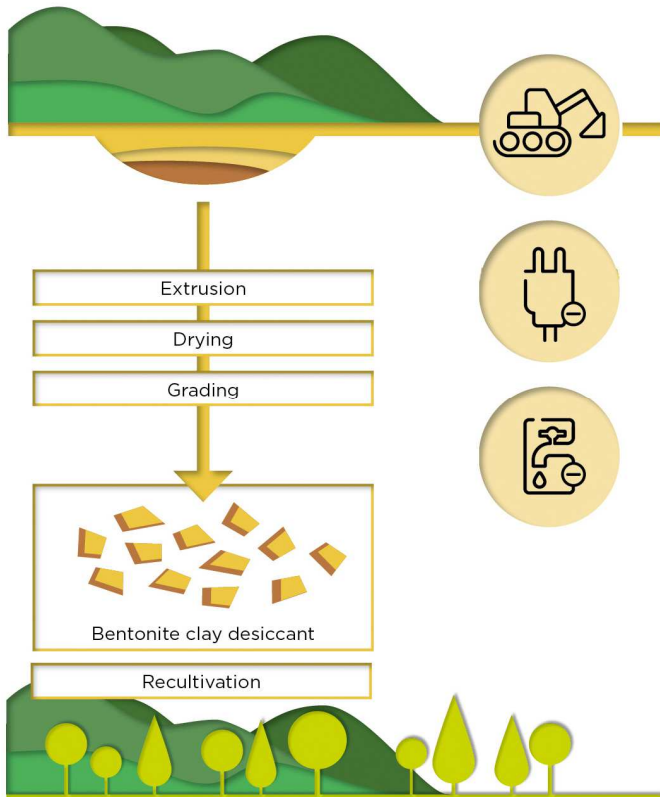 Extrusion
Drying
Grading
Bentonite clay desiccant
Recultivation